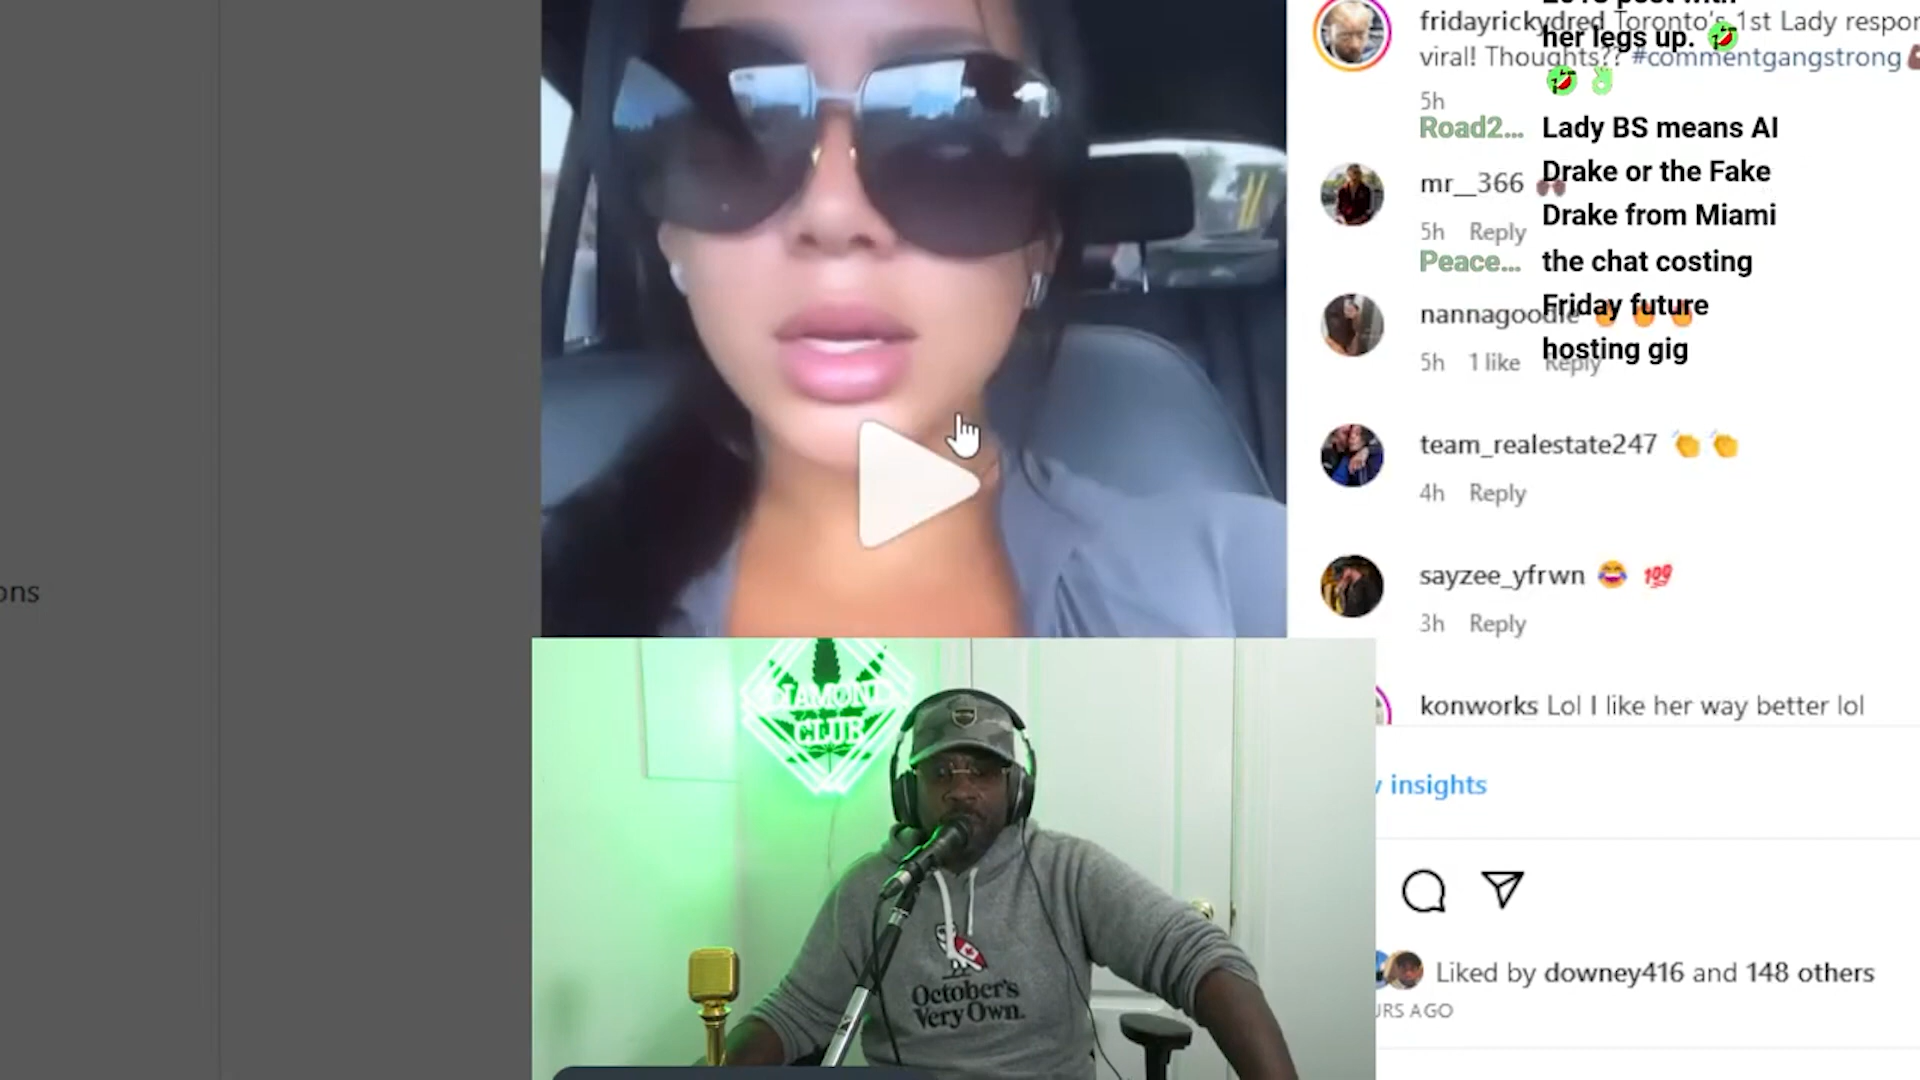 her legs up.
fridayrickydred Toronto's 1st Lady respor
viral! Thoughts?? #commentgangstrong
5h
Road2... Lady BS means AI
Drake or the Fake
Drake from Miami
mr__366
5h Reply
Peace... the chat costing
Friday future
hosting gig
nannagoodie
5h 1 like Reply
team_realestate247
4h Reply
sayzee_yfrwn 💯
3h Reply
konworks Lol I like her way better lol
insights
Liked by downey416 and 148 others
URS AGO
ons
DIAMOND
CLUB
October's
Very Own.